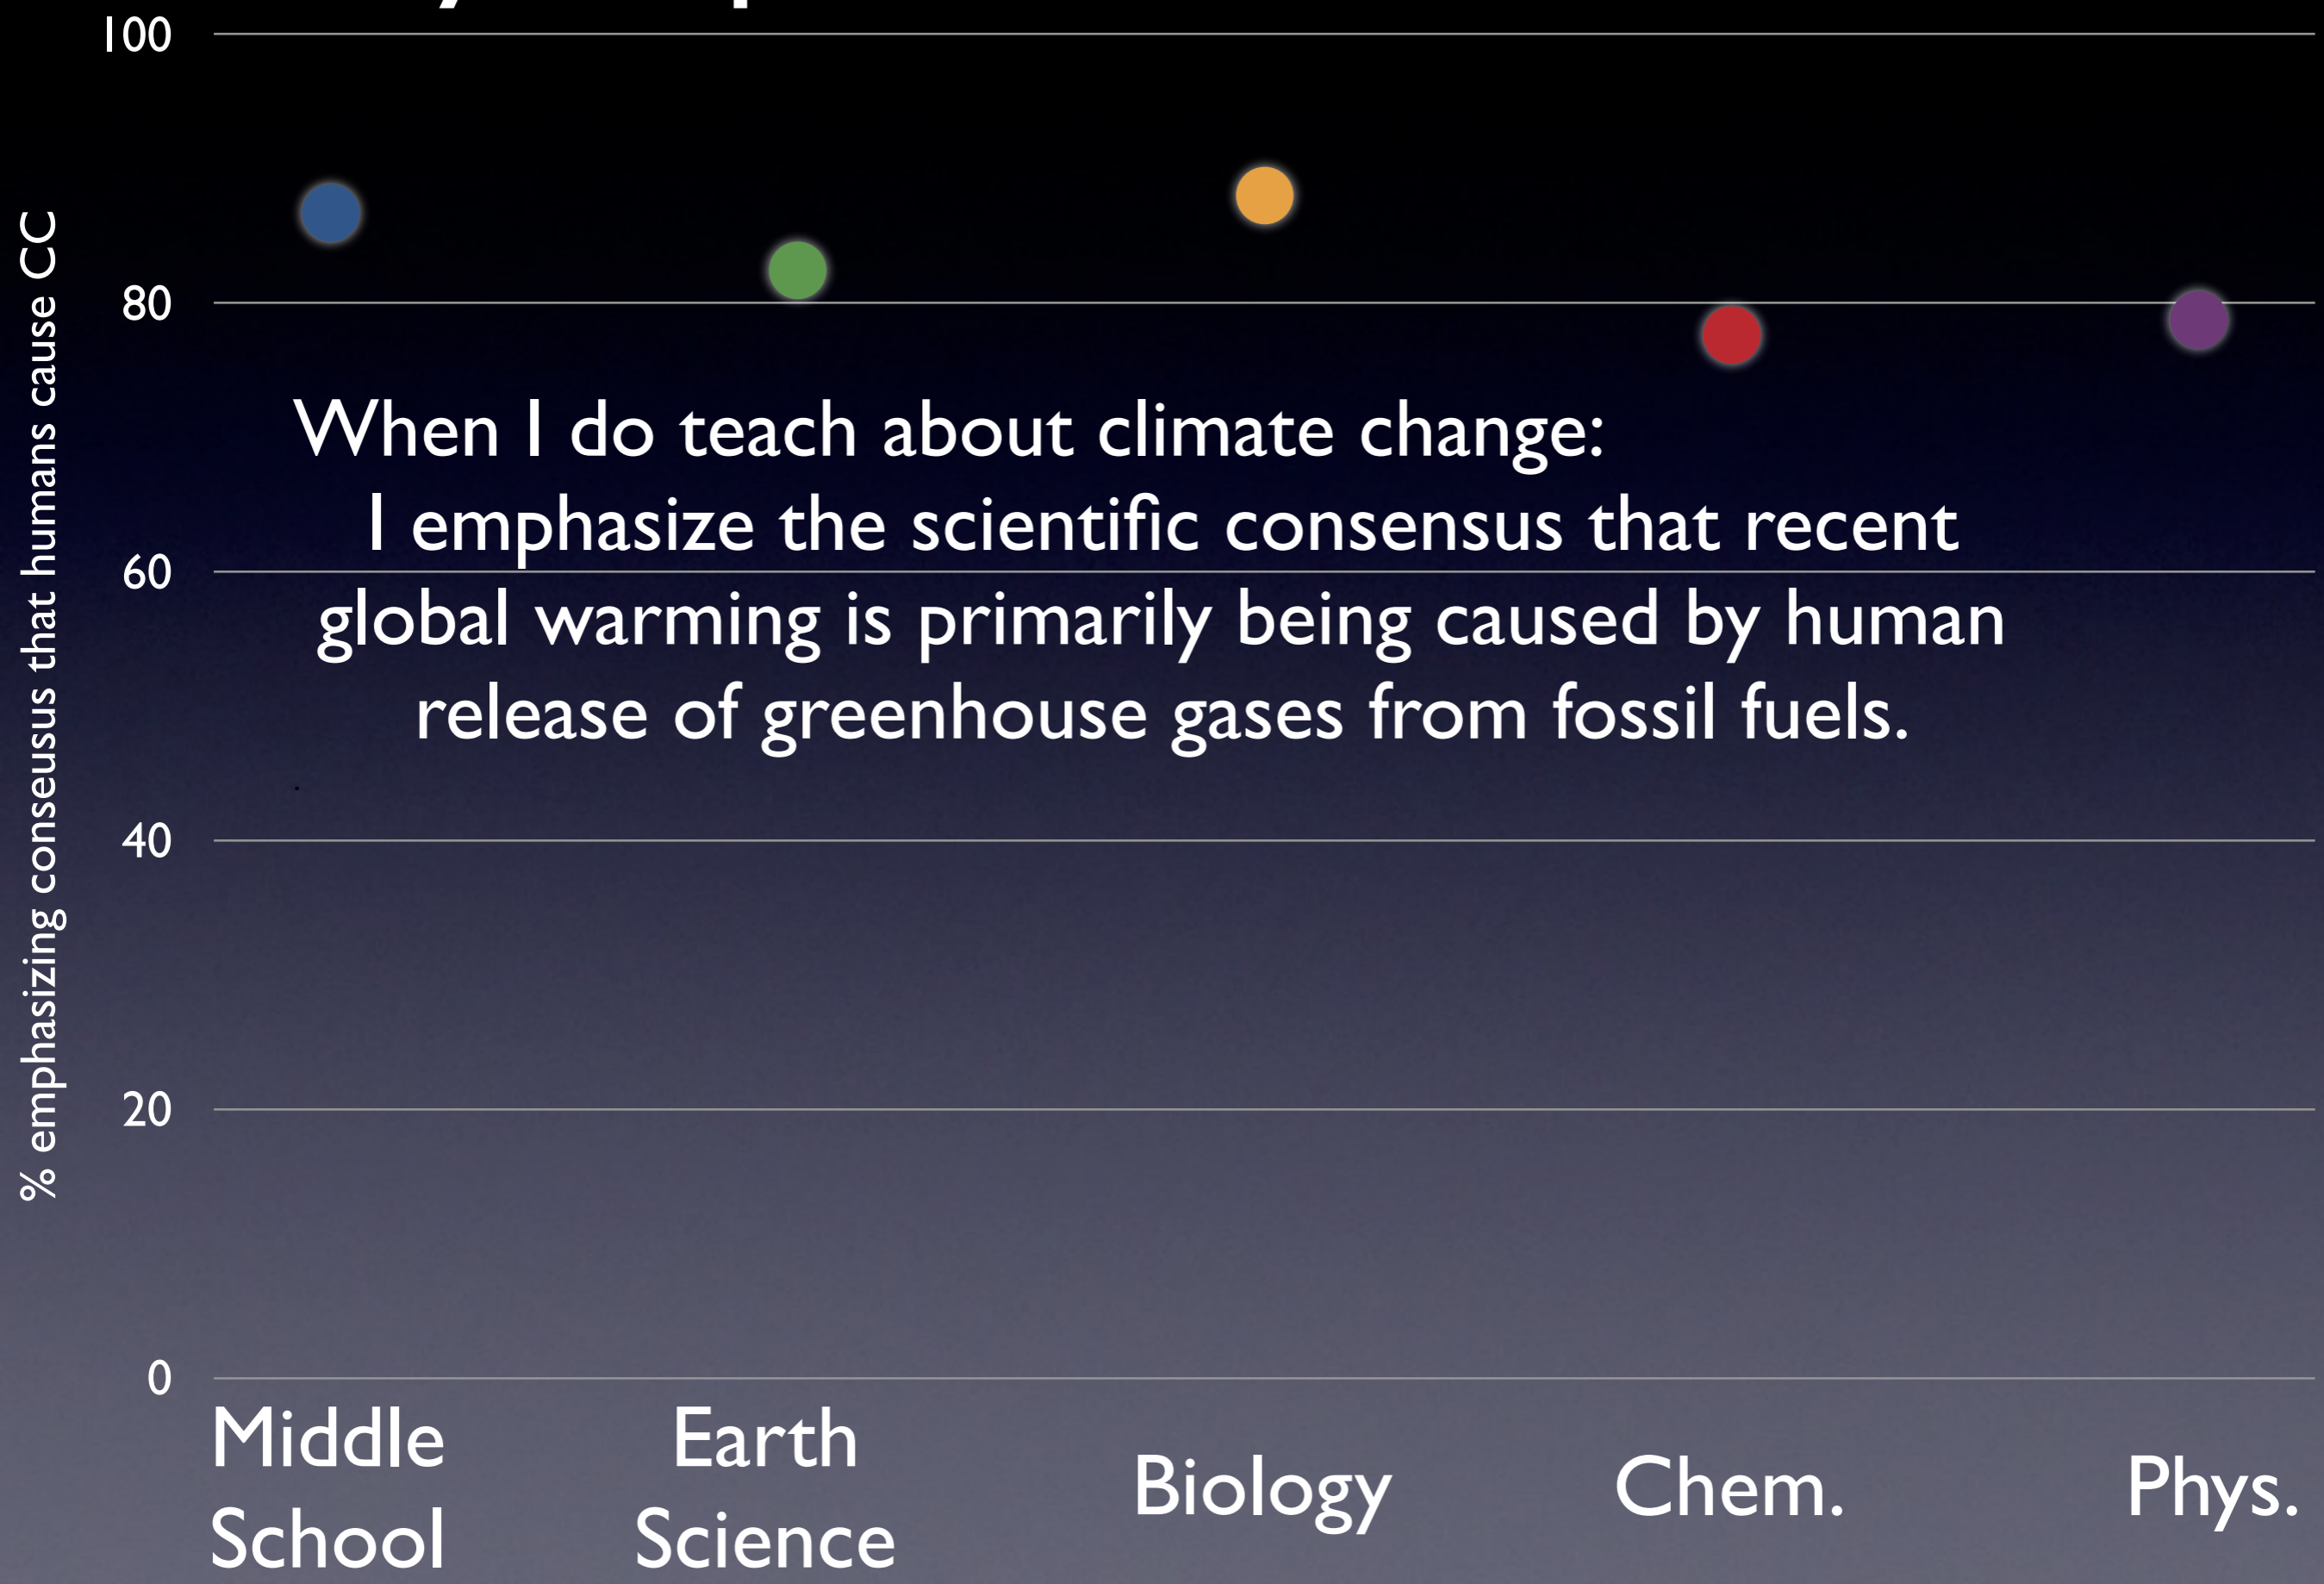 100
80
60
40
20
0
% emphasizing conseusus that humans cause CC
When I do teach about climate change:
I emphasize the scientific consensus that recent
global warming is primarily being caused by human
release of greenhouse gases from fossil fuels.
Middle
School
Earth
Science
Biology
Chem.
Phys.